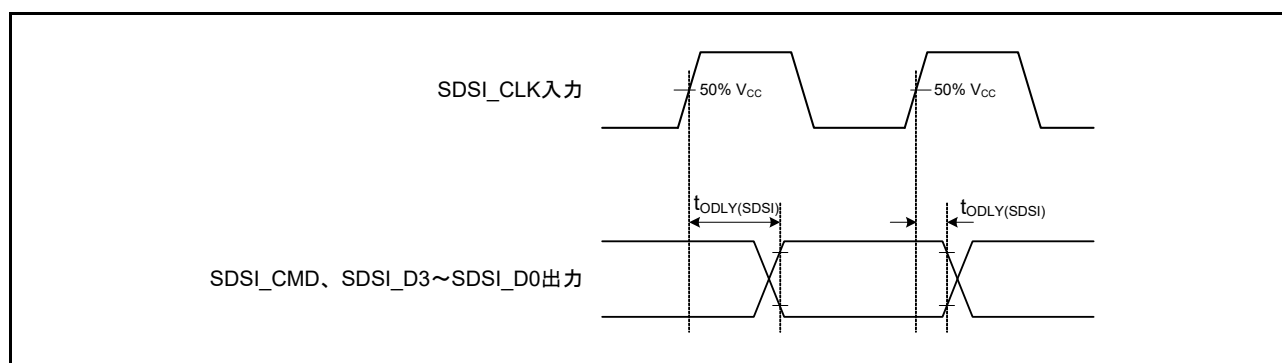 SDSI_CLK入力
50% VCC
50% VCC
tODLY(SDSI)
tODLY(SDSI)
SDSI_CMD、SDSI_D3～SDSI_D0出力